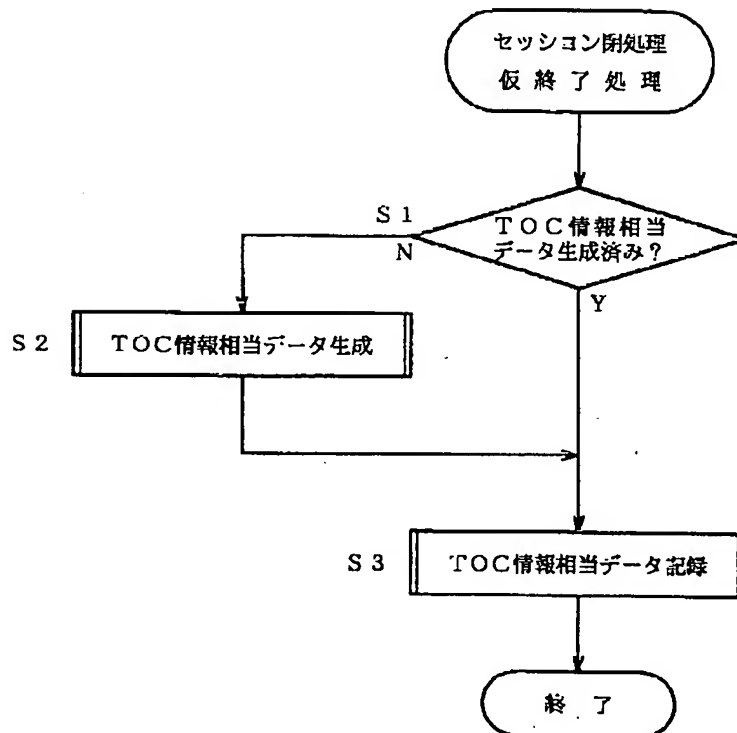 セッション閉処理
仮終了処理
S1
TOC情報相当
データ生成済み?
N
Y
S2
TOC情報相当データ生成
S3
TOC情報相当データ記録
終了